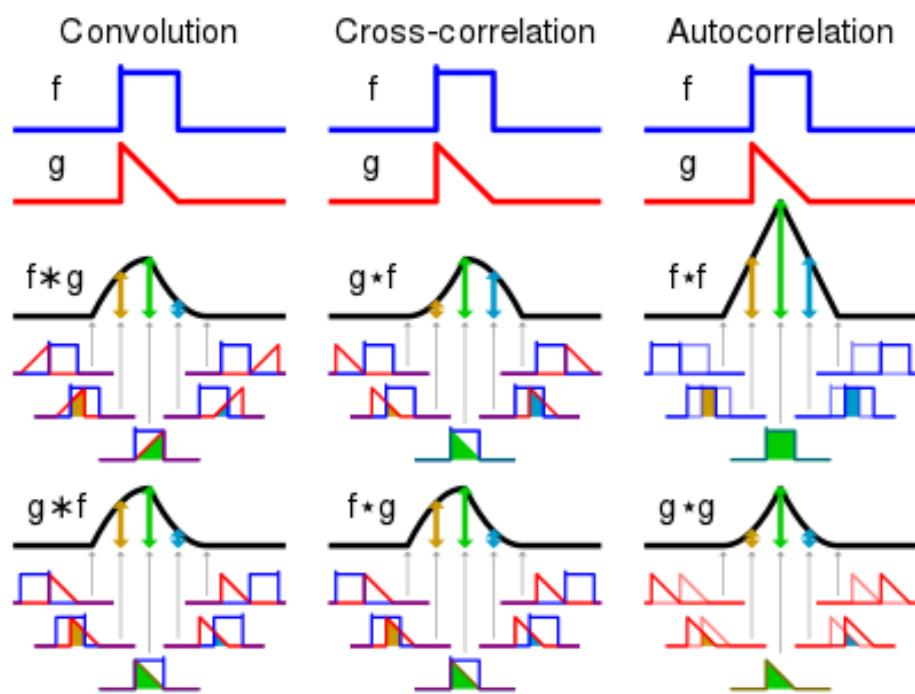 Convolution Cross-correlation Autocorrelation
f f f
g g g
f∗g g⋆f f⋆f
g∗f f⋆g g⋆g